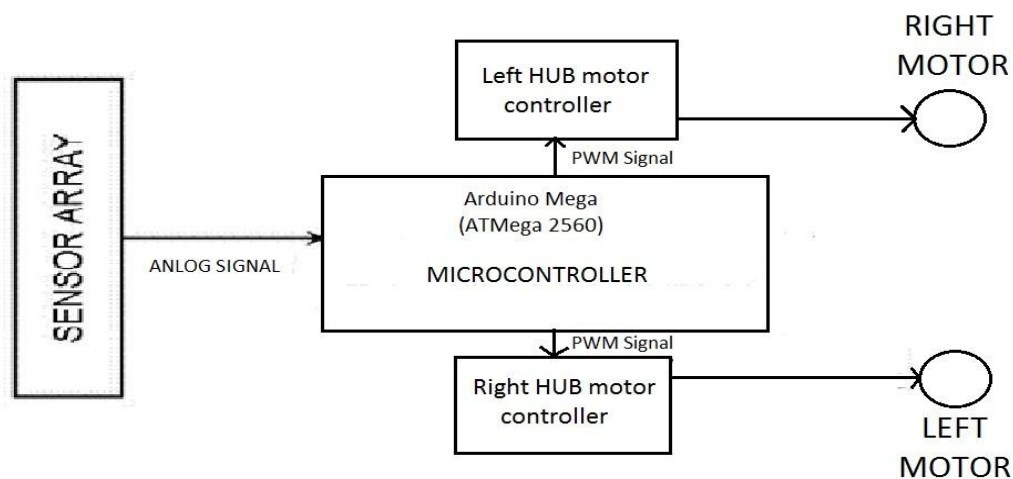 SENSOR ARRAY
ANLOG SIGNAL
Left HUB motor
controller
PWM Signal
Arduino Mega
(ATMega 2560)
MICROCONTROLLER
PWM Signal
Right HUB motor
controller
RIGHT
MOTOR
LEFT
MOTOR